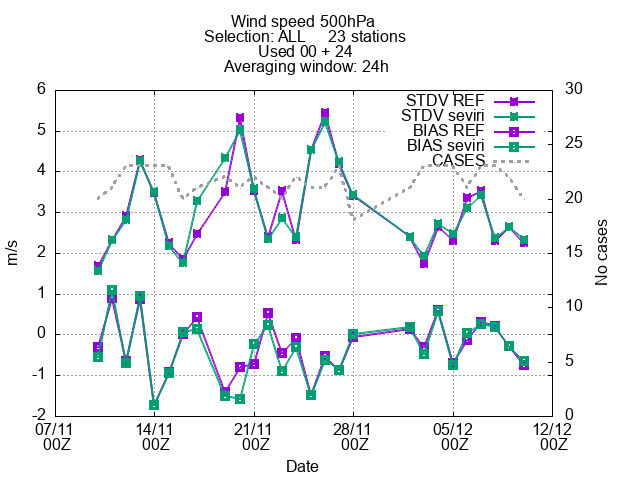 Wind speed 500hPa
Selection: ALL 23 stations
Used 00 + 24
Averaging window: 24h
6 30
STDV REF
STDV seviri
5 BIAS REF 25
BIAS seviri
CASES
4 20
3
2 15
1 10
0
-1 5
-2 0
m/s
No cases
07/11 14/11 21/11 28/11 05/12 12/12
00Z 00Z 00Z 00Z 00Z 00Z
Date